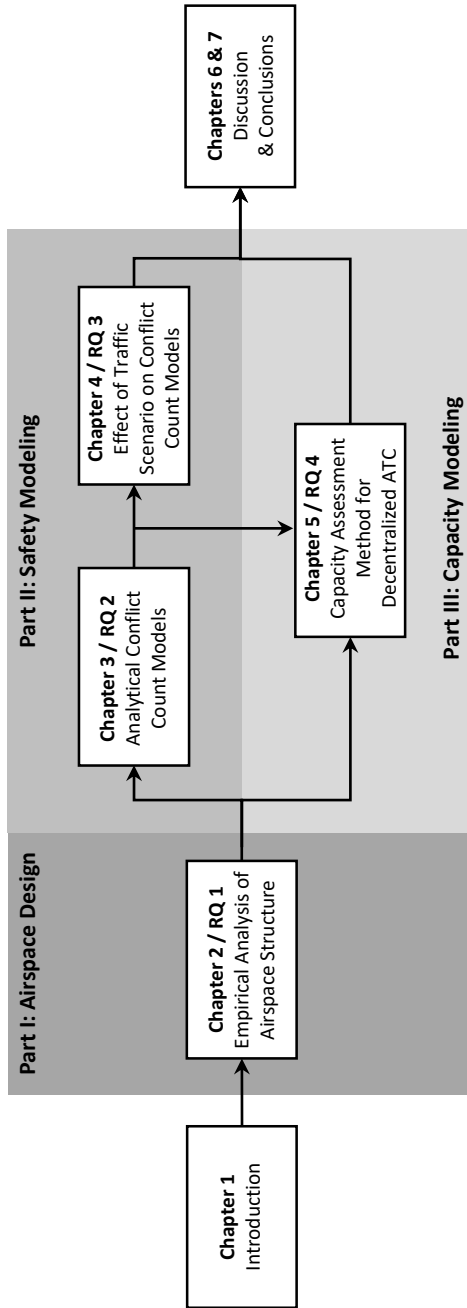 Chapter 1
Introduction
Part I: Airspace Design
Chapter 2 / RQ 1
Empirical Analysis of
Airspace Structure
Part II: Safety Modeling
Chapter 3 / RQ 2
Analytical Conflict
Count Models
Chapter 4 / RQ 3
Effect of Traffic
Scenario on Conflict
Count Models
Chapter 5 / RQ 4
Capacity Assessment
Method for
Decentralized ATC
Part III: Capacity Modeling
Chapters 6 & 7
Discussion
& Conclusions